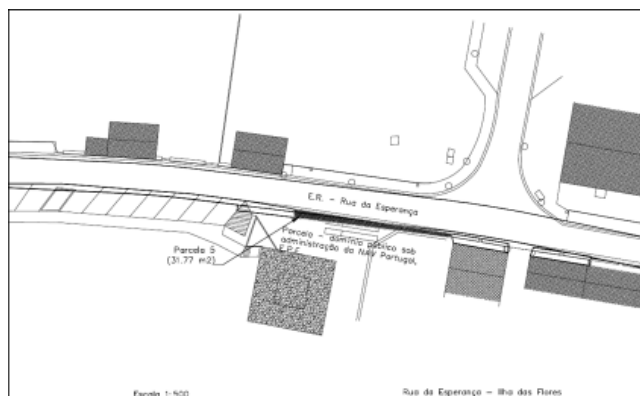 E.R. - Rua da Esperança
Parcela 5
(31.77 m2)
Parcela - domínio público sob
administração da NAV Portugal,
E.P.E.
Escala 1:500
Rua da Esperança - Ilha das Flores